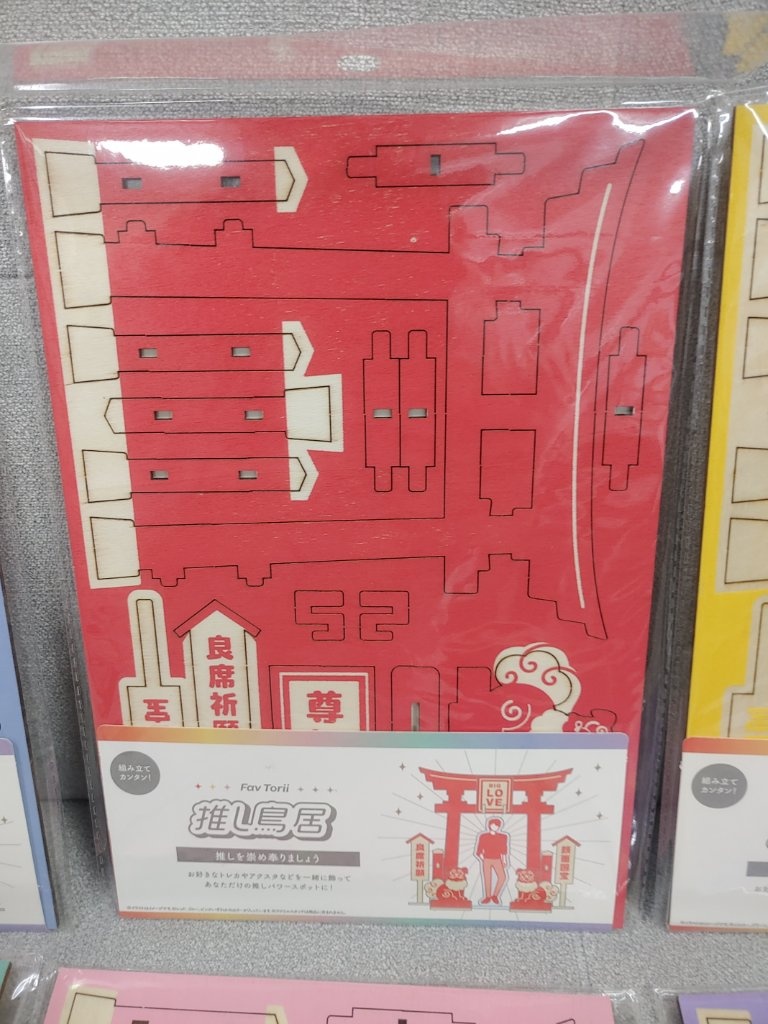 良席祈願
尊
組み立て
カンタン!
Fav Torii
推し鳥居
推しを崇め奉りましょう
お好きなトレカやアクスタなどを一緒に飾って
あなただけの推しパワースポットに!
BIG
LOVE
良席祈願
組み立て
カンタン!